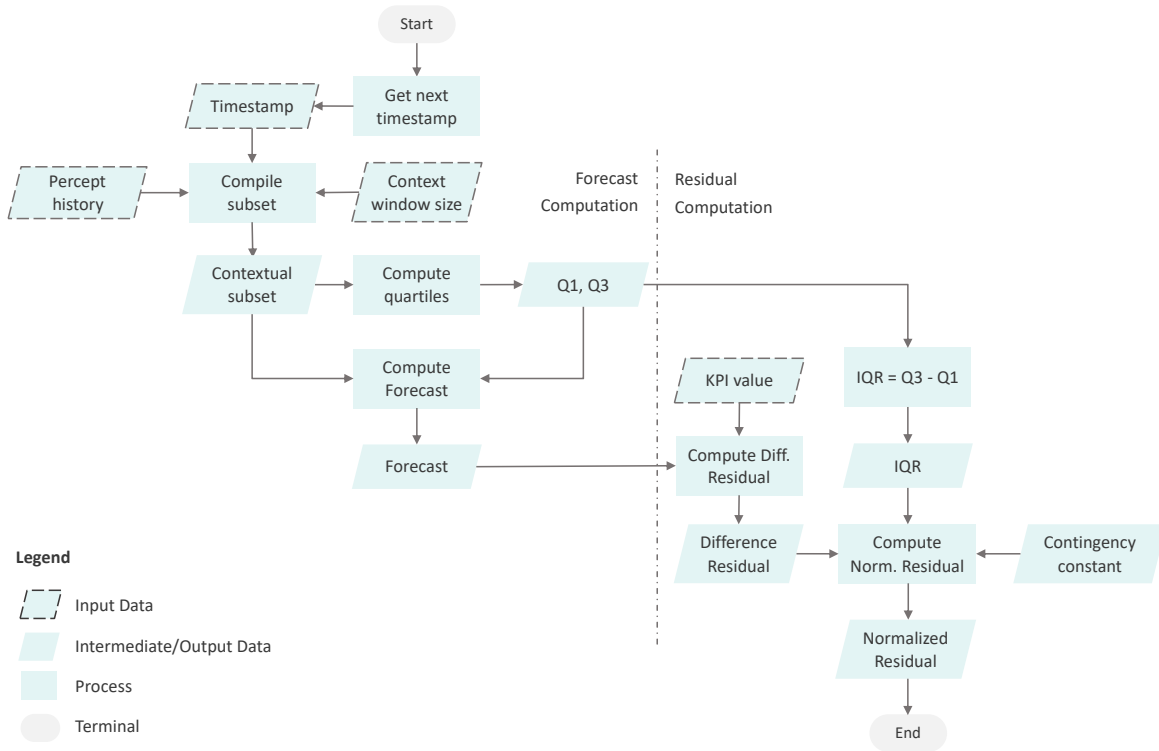 Start
Get next
timestamp
Timestamp
Percept
history
Compile
subset
Context
window size
Forecast
Computation
Residual
Computation
Contextual
subset
Compute
quartiles
Q1, Q3
Compute
Forecast
KPI value
IQR = Q3 - Q1
Forecast
Compute Diff.
Residual
IQR
Difference
Residual
Compute
Norm. Residual
Contingency
constant
Normalized
Residual
End
Legend
Input Data
Intermediate/Output Data
Process
Terminal